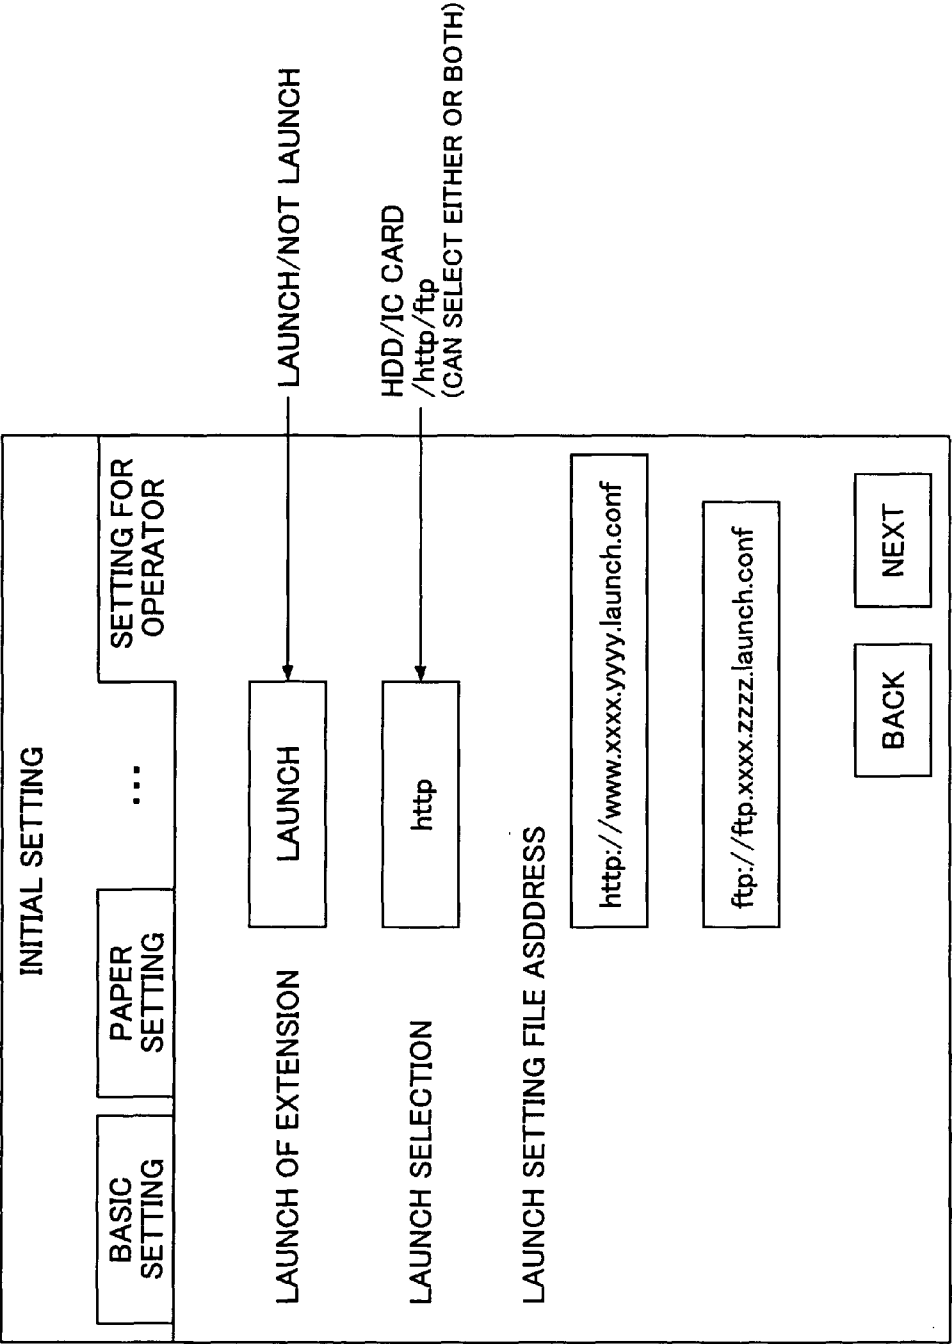 INITIAL SETTING
BASIC
SETTING
PAPER
SETTING
...
SETTING FOR
OPERATOR
LAUNCH OF EXTENSION
LAUNCH
LAUNCH/NOT LAUNCH
LAUNCH SELECTION
http
HDD/IC CARD
/http/ftp
(CAN SELECT EITHER OR BOTH)
LAUNCH SETTING FILE ASDDRESS
http://www.xxxx.yyyy.launch.conf
ftp://ftp.xxxx.zzzz.launch.conf
BACK
NEXT